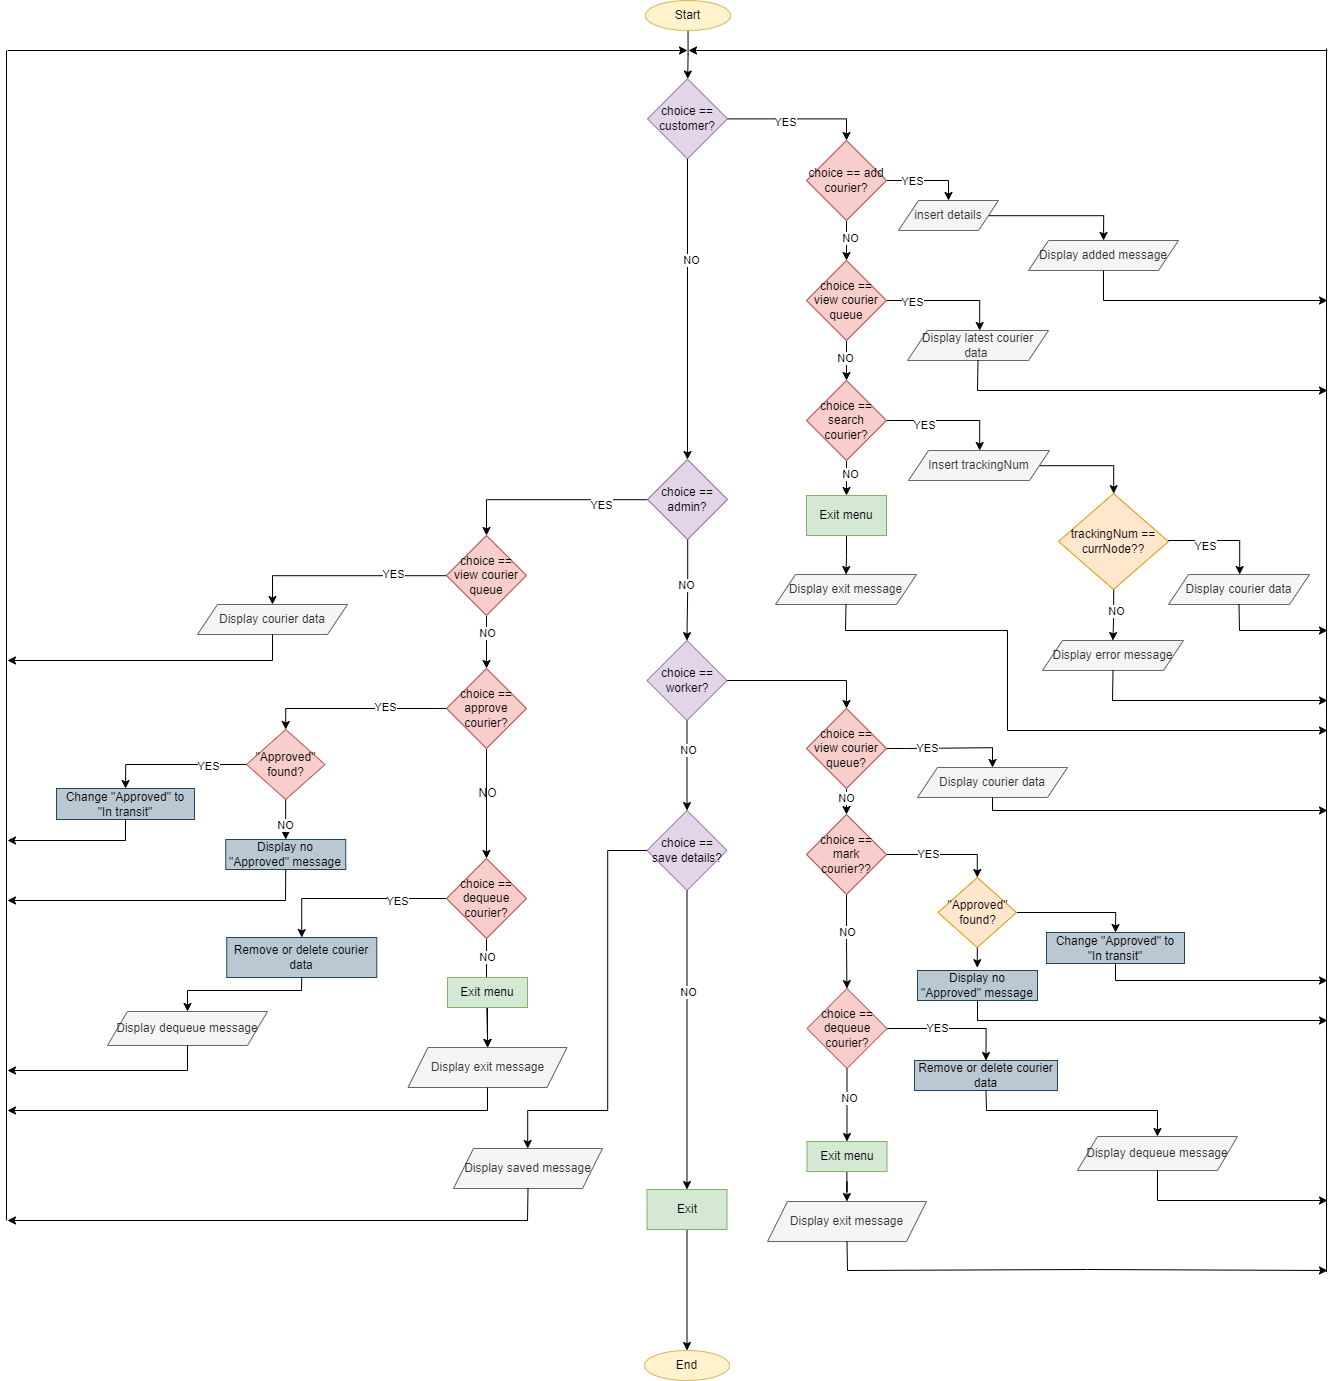 Start
choice ==
customer?
YES
choice == add
courier?
YES
insert details
Display added message
NO
NO
choice ==
view courier
queue
YES
Display latest courier
data
NO
choice ==
search
courier?
YES
Insert trackingNum
NO
Exit menu
Display exit message
trackingNum ==
currNode??
YES
Display courier data
NO
Display error message
choice ==
admin?
YES
choice ==
view courier
queue
YES
Display courier data
NO
choice ==
approve
courier?
YES
"Approved"
found?
YES
Change "Approved" to
"In transit"
NO
Display no
"Approved" message
NO
choice ==
dequeue
courier?
YES
Remove or delete courier
data
Display dequeue message
NO
Exit menu
Display exit message
NO
choice ==
worker?
choice ==
view courier
queue?
YES
Display courier data
NO
choice ==
mark
courier??
YES
"Approved"
found?
Change "Approved" to
"In transit"
Display no
"Approved" message
NO
choice ==
dequeue
courier?
YES
Remove or delete courier
data
Display dequeue message
NO
Exit menu
Display exit message
NO
choice ==
save details?
Display saved message
NO
Exit
End